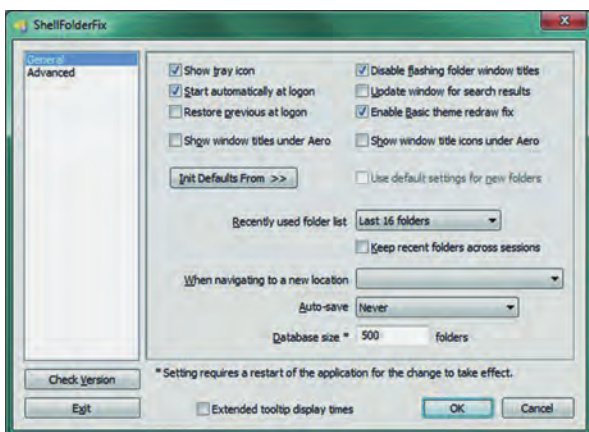 ShellFolderFix
General
Advanced
Show tray icon
Disable flashing folder window titles
Start automatically at logon
Update window for search results
Restore previous at logon
Enable Basic theme redraw fix
Show window titles under Aero
Show window title icons under Aero
Init Defaults From >>
Use default settings for new folders
Recently used folder list Last 16 folders
Keep recent folders across sessions
When navigating to a new location
Auto-save Never
Database size * 500 folders
Check Version
* Setting requires a restart of the application for the change to take effect.
Exit
Extended tooltip display times
OK
Cancel